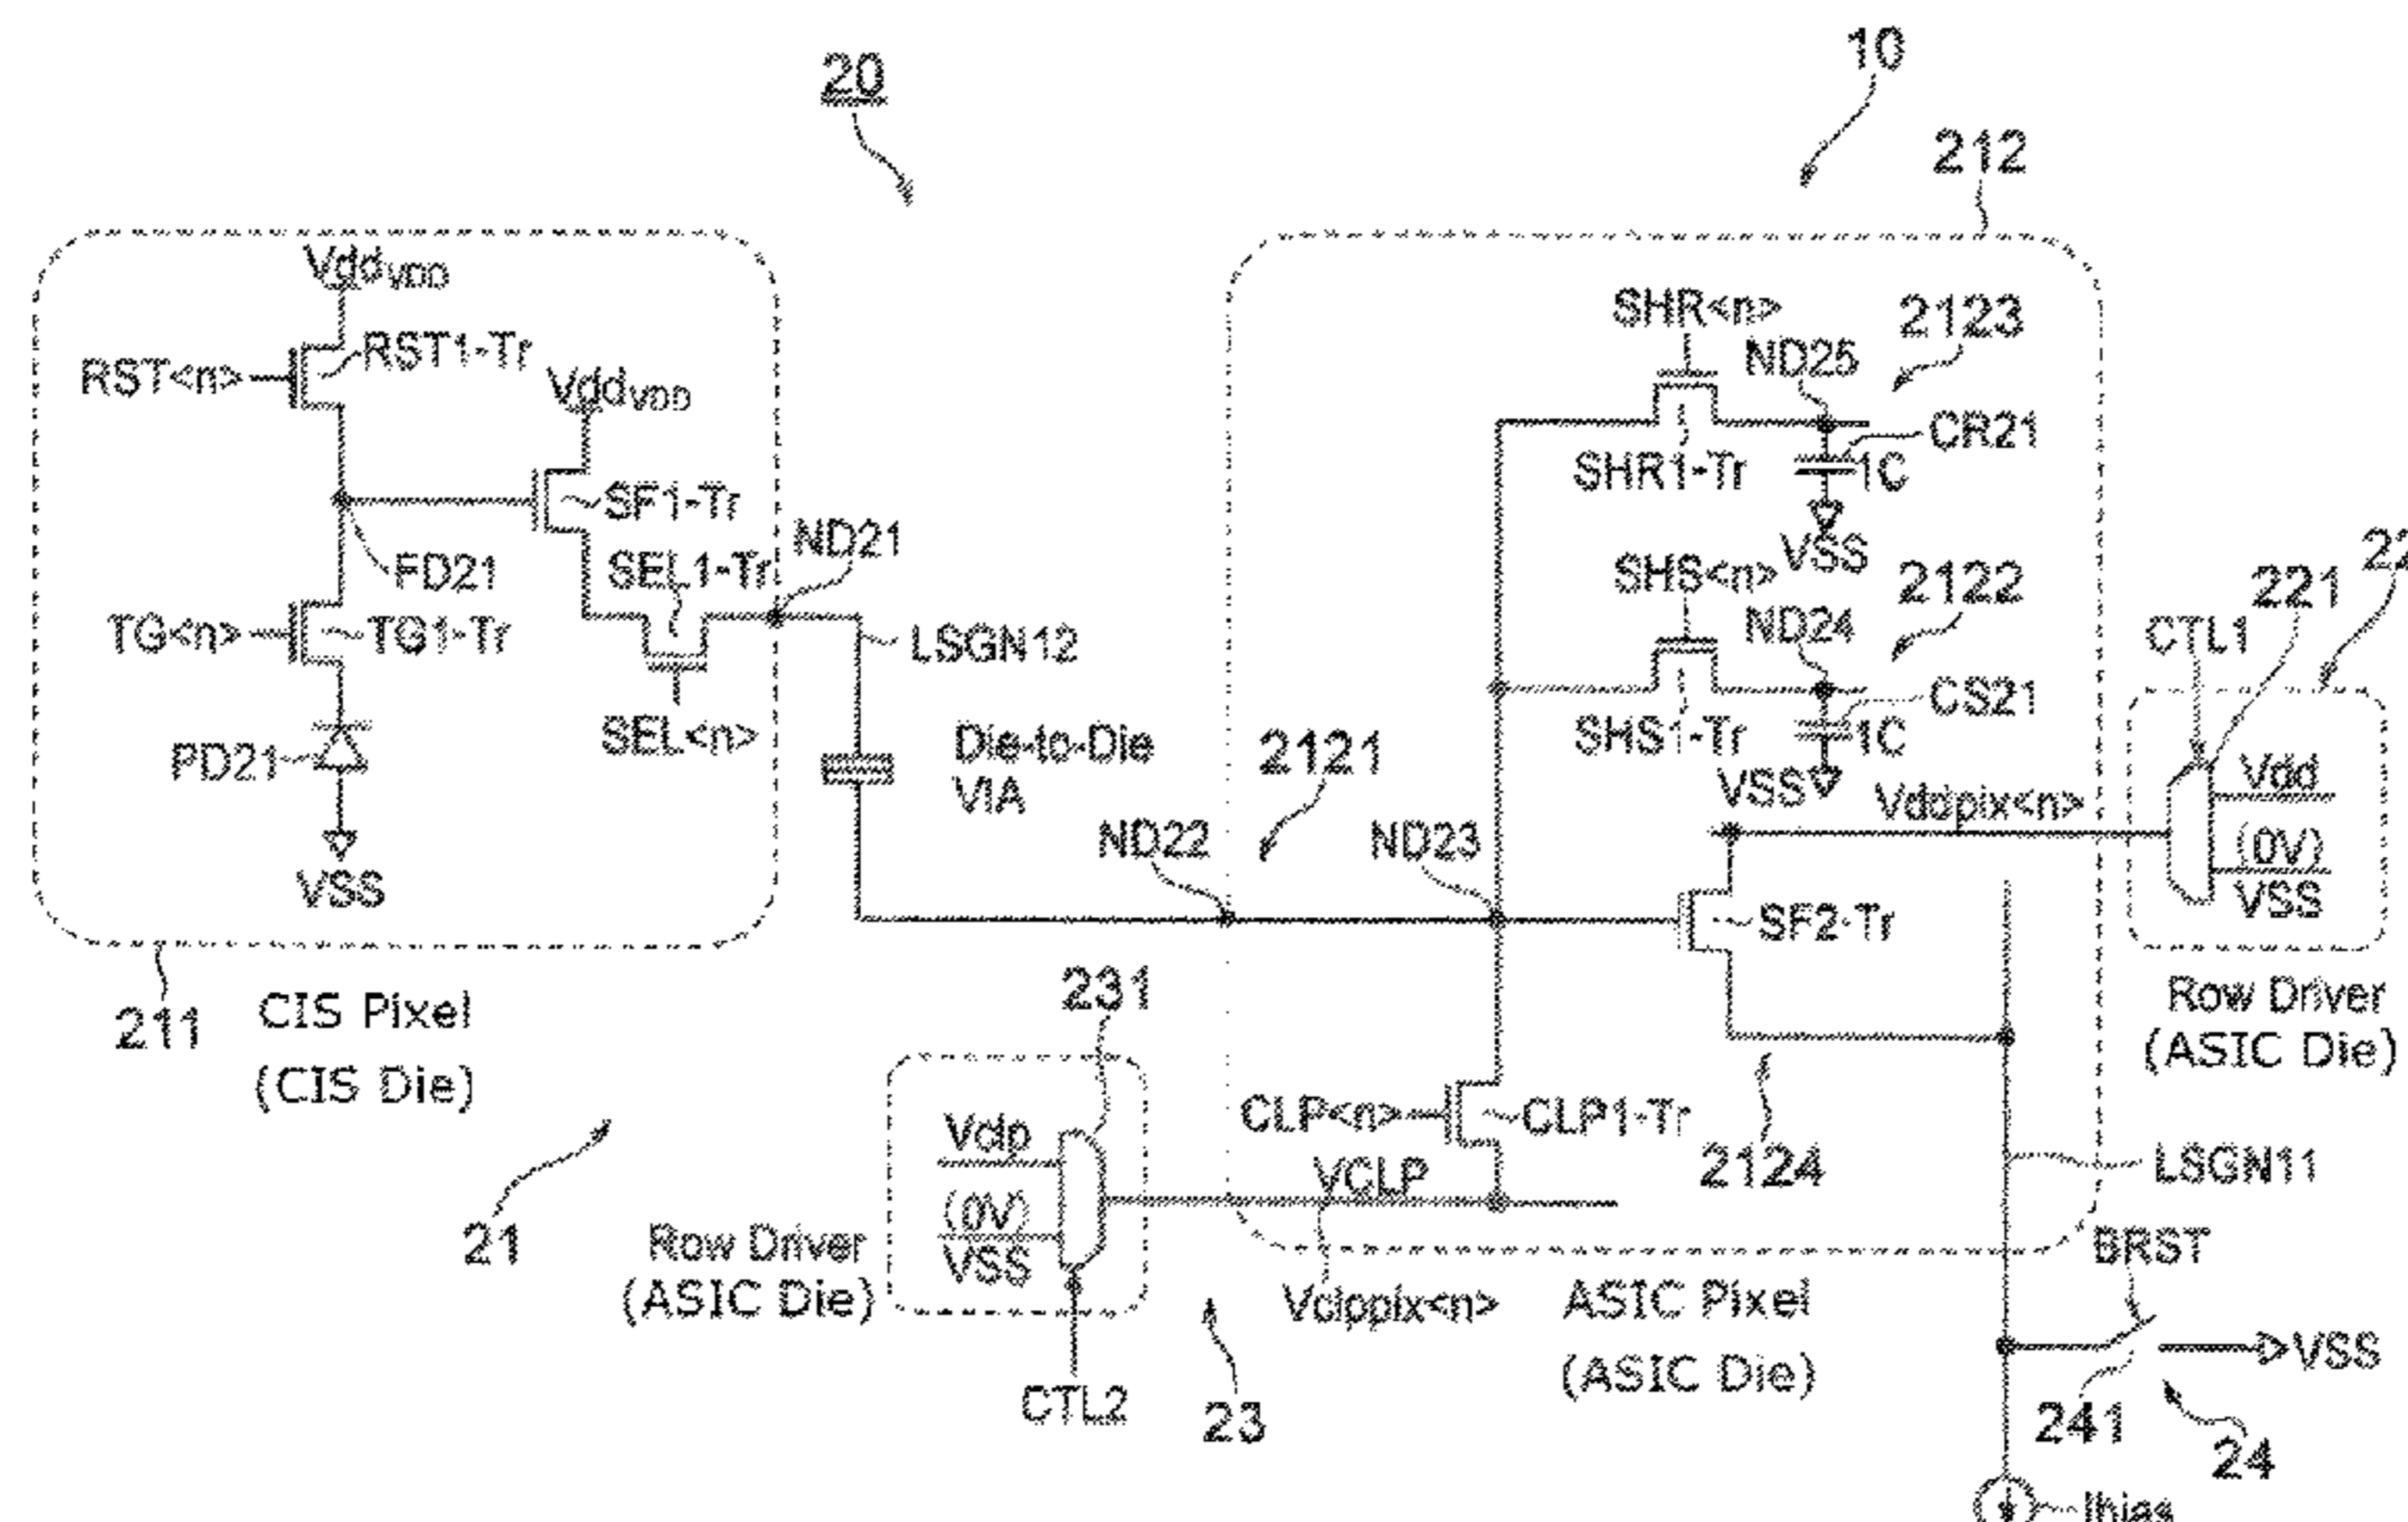 20
10
212
VddVDD
RST<n>
RST1-Tr
VddVDD
SF1-Tr
FD21
SEL1-Tr
ND21
TG<n>
TG1-Tr
LSGN12
SEL<n>
PD21
VSS
Die-to-Die
VIA
211
CIS Pixel
(CIS Die)
21
SHR<n>
2123
ND25
CR21
SHR1-Tr
1C
VSS
SHS<n>
2122
ND24
CS21
SHS1-Tr
1C
VSS
Vddpix<n>
CTL1
221
Vdd
(0V)
VSS
Row Driver
(ASIC Die)
2121
ND22
ND23
SF2-Tr
231
CLP<n>
CLP1-Tr
2124
LSGN11
Vclp
(0V)
VSS
VCLP
Row Driver
(ASIC Die)
CTL2
23
Vclppix<n>
ASIC Pixel
(ASIC Die)
BRST
VSS
241
24
Ibias